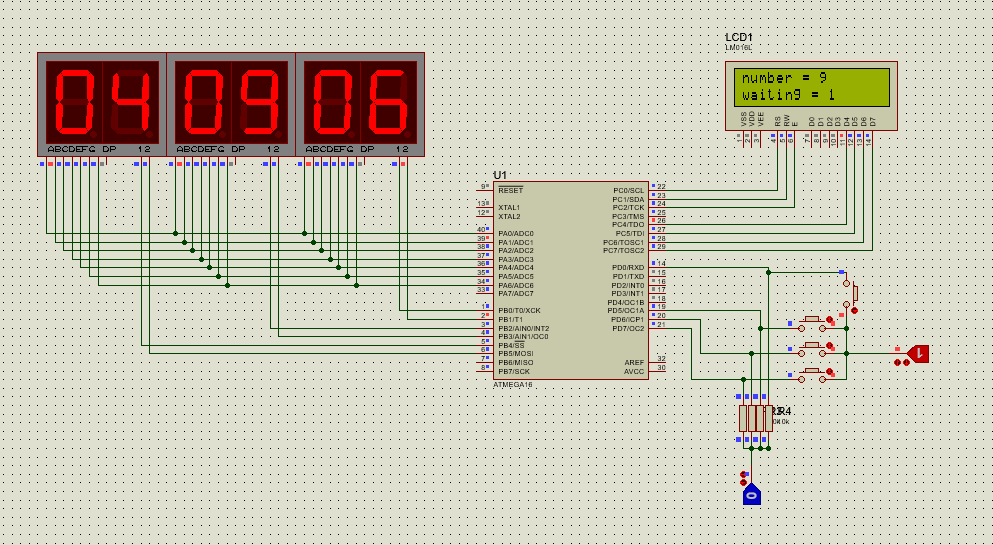 LCD1
LM016L
number = 9
waiting = 1
VSS VDD VEE RS RW E D0 D1 D2 D3 D4 D5 D6 D7
1 2 3 4 5 6 7 8 9 10 11 12 13 14
04 09 06
ABCDEFG DP 12 ABCDEFG DP 12 ABCDEFG DP 12
U1
9 RESET PC0/SCL 22
PC1/SDA 23
13 XTAL1 PC2/TCK 24
12 XTAL2 PC3/TMS 25
PC4/TDO 26
40 PA0/ADC0 PC5/TDI 27
39 PA1/ADC1 PC6/TOSC1 28
38 PA2/ADC2 PC7/TOSC2 29
37 PA3/ADC3
36 PA4/ADC4 PD0/RXD 14
35 PA5/ADC5 PD1/TXD 15
34 PA6/ADC6 PD2/INT0 16
33 PA7/ADC7 PD3/INT1 17
PD4/OC1B 18
1 PB0/T0/XCK PD5/OC1A 19
2 PB1/T1 PD6/ICP1 20
3 PB2/AIN0/INT2 PD7/OC2 21
4 PB3/AIN1/OC0
5 PB4/SS
6 PB5/MOSI
7 PB6/MISO AREF 32
8 PB7/SCK AVCC 30
ATMEGA16
1
R4
0